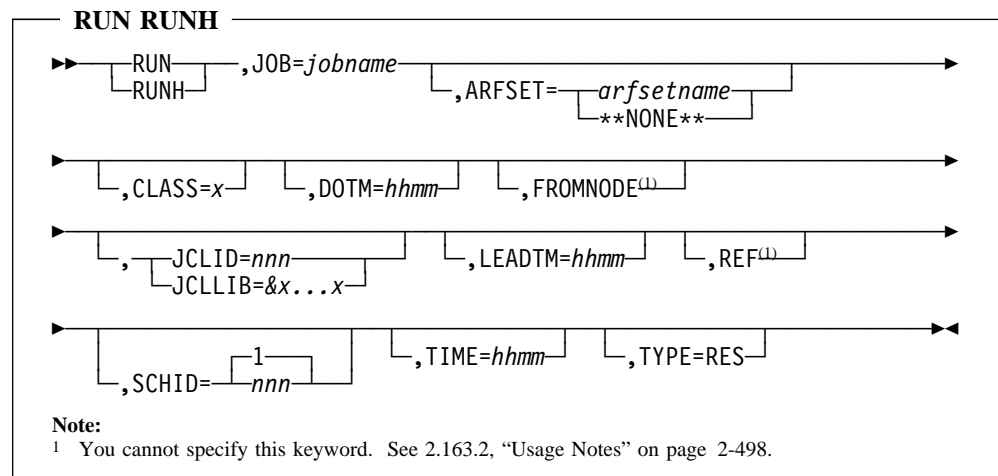 RUN RUNH
RUN ,JOB=jobname
RUNH ,ARFSET= arfsetname
**NONE**
,CLASS=x ,DOTM=hhmm ,FROMNODE(1)
, JCLID=nnn ,LEADTM=hhmm ,REF(1)
JCLLIB=&x...x
1 ,TIME=hhmm ,TYPE=RES
,SCHID= nnn
Note:
1 You cannot specify this keyword. See 2.163.2, “Usage Notes” on page 2-498.